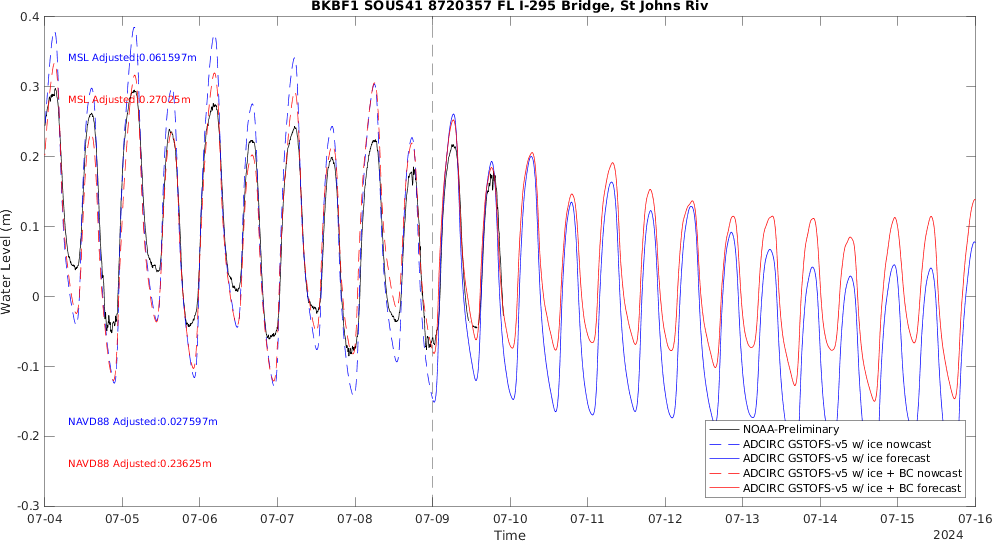 BKBF1 SOUS41 8720357 FL I-295 Bridge, St Johns Riv
0.4
0.3
0.2
0.1
0
-0.1
-0.2
-0.3
Water Level (m)
MSL Adjusted:0.061597m
MSL Adjusted:0.27025m
NAVD88 Adjusted:0.027597m
NAVD88 Adjusted:0.23625m
NOAA-Preliminary
ADCIRC GSTOFS-v5 w/ ice nowcast
ADCIRC GSTOFS-v5 w/ ice forecast
ADCIRC GSTOFS-v5 w/ ice + BC nowcast
ADCIRC GSTOFS-v5 w/ ice + BC forecast
07-04 07-05 07-06 07-07 07-08 07-09 07-10 07-11 07-12 07-13 07-14 07-15 07-16
Time
2024